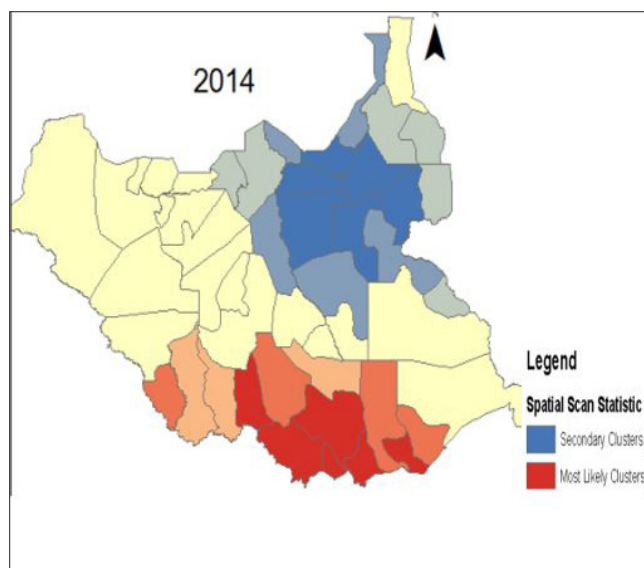 2014
Legend
Spatial Scan Statistic
Secondary Clusters
Most Likely Clusters